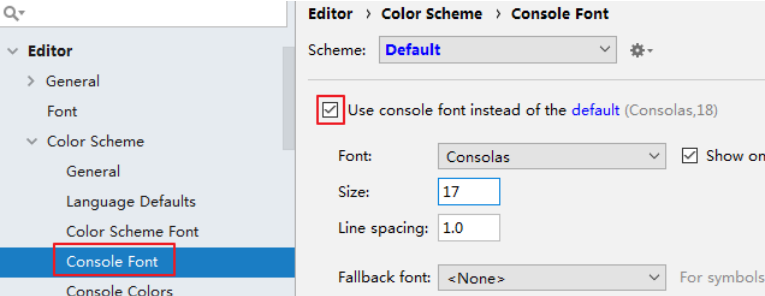 Editor
General
Font
Color Scheme
General
Language Defaults
Color Scheme Font
Console Font
Console Colors
Editor › Color Scheme › Console Font
Scheme: Default
Use console font instead of the default (Consolas,18)
Font: Consolas Show on
Size: 17
Line spacing: 1.0
Fallback font: <None> For symbols